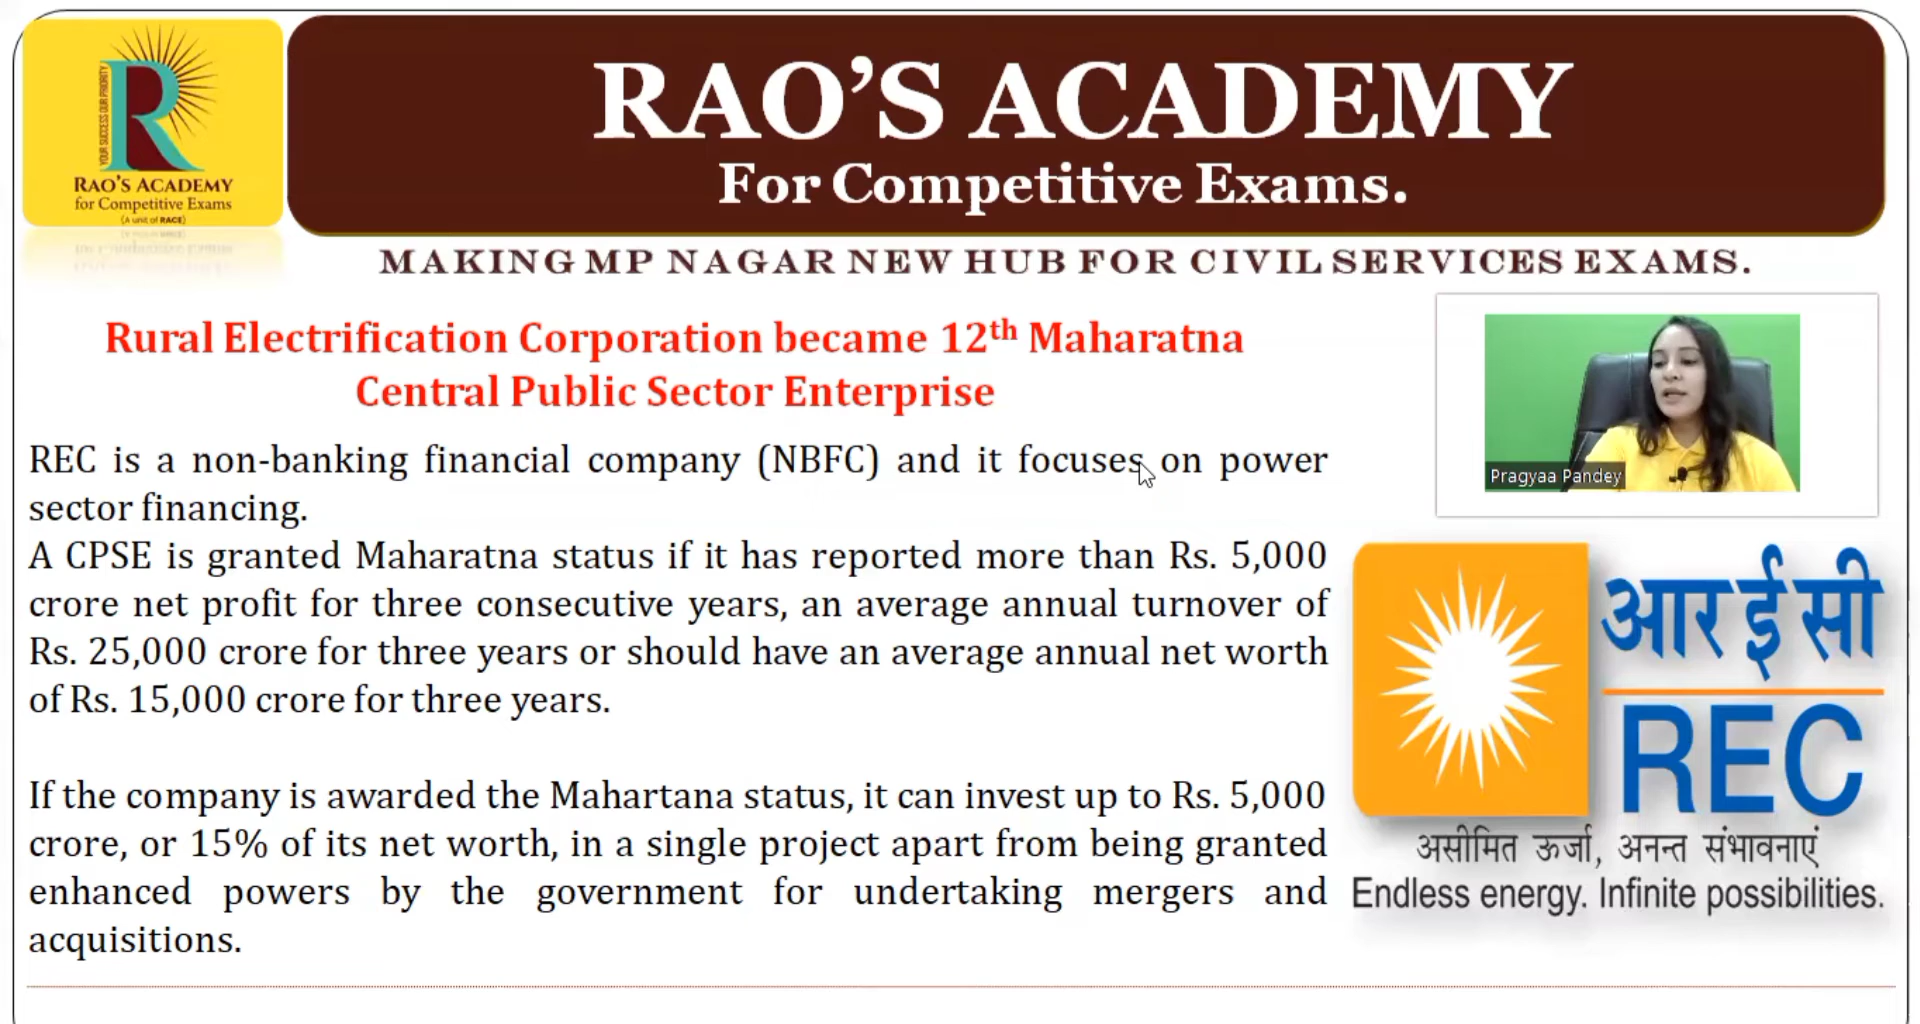 YOUR SUCCESS OUR PRIORITY
R
RAO'S ACADEMY
for Competitive Exams
(A unit of RACE)
RAO'S ACADEMY
For Competitive Exams.
MAKING MP NAGAR NEW HUB FOR CIVIL SERVICES EXAMS.
Rural Electrification Corporation became 12th Maharatna
Central Public Sector Enterprise
REC is a non-banking financial company (NBFC) and it focuses on power
sector financing.
A CPSE is granted Maharatna status if it has reported more than Rs. 5,000
crore net profit for three consecutive years, an average annual turnover of
Rs. 25,000 crore for three years or should have an average annual net worth
of Rs. 15,000 crore for three years.
If the company is awarded the Mahartana status, it can invest up to Rs. 5,000
crore, or 15% of its net worth, in a single project apart from being granted
enhanced powers by the government for undertaking mergers and
acquisitions.
Pragyaa Pandey
आर ई सी
REC
असीमित ऊर्जा, अनन्त संभावनाएं
Endless energy. Infinite possibilities.